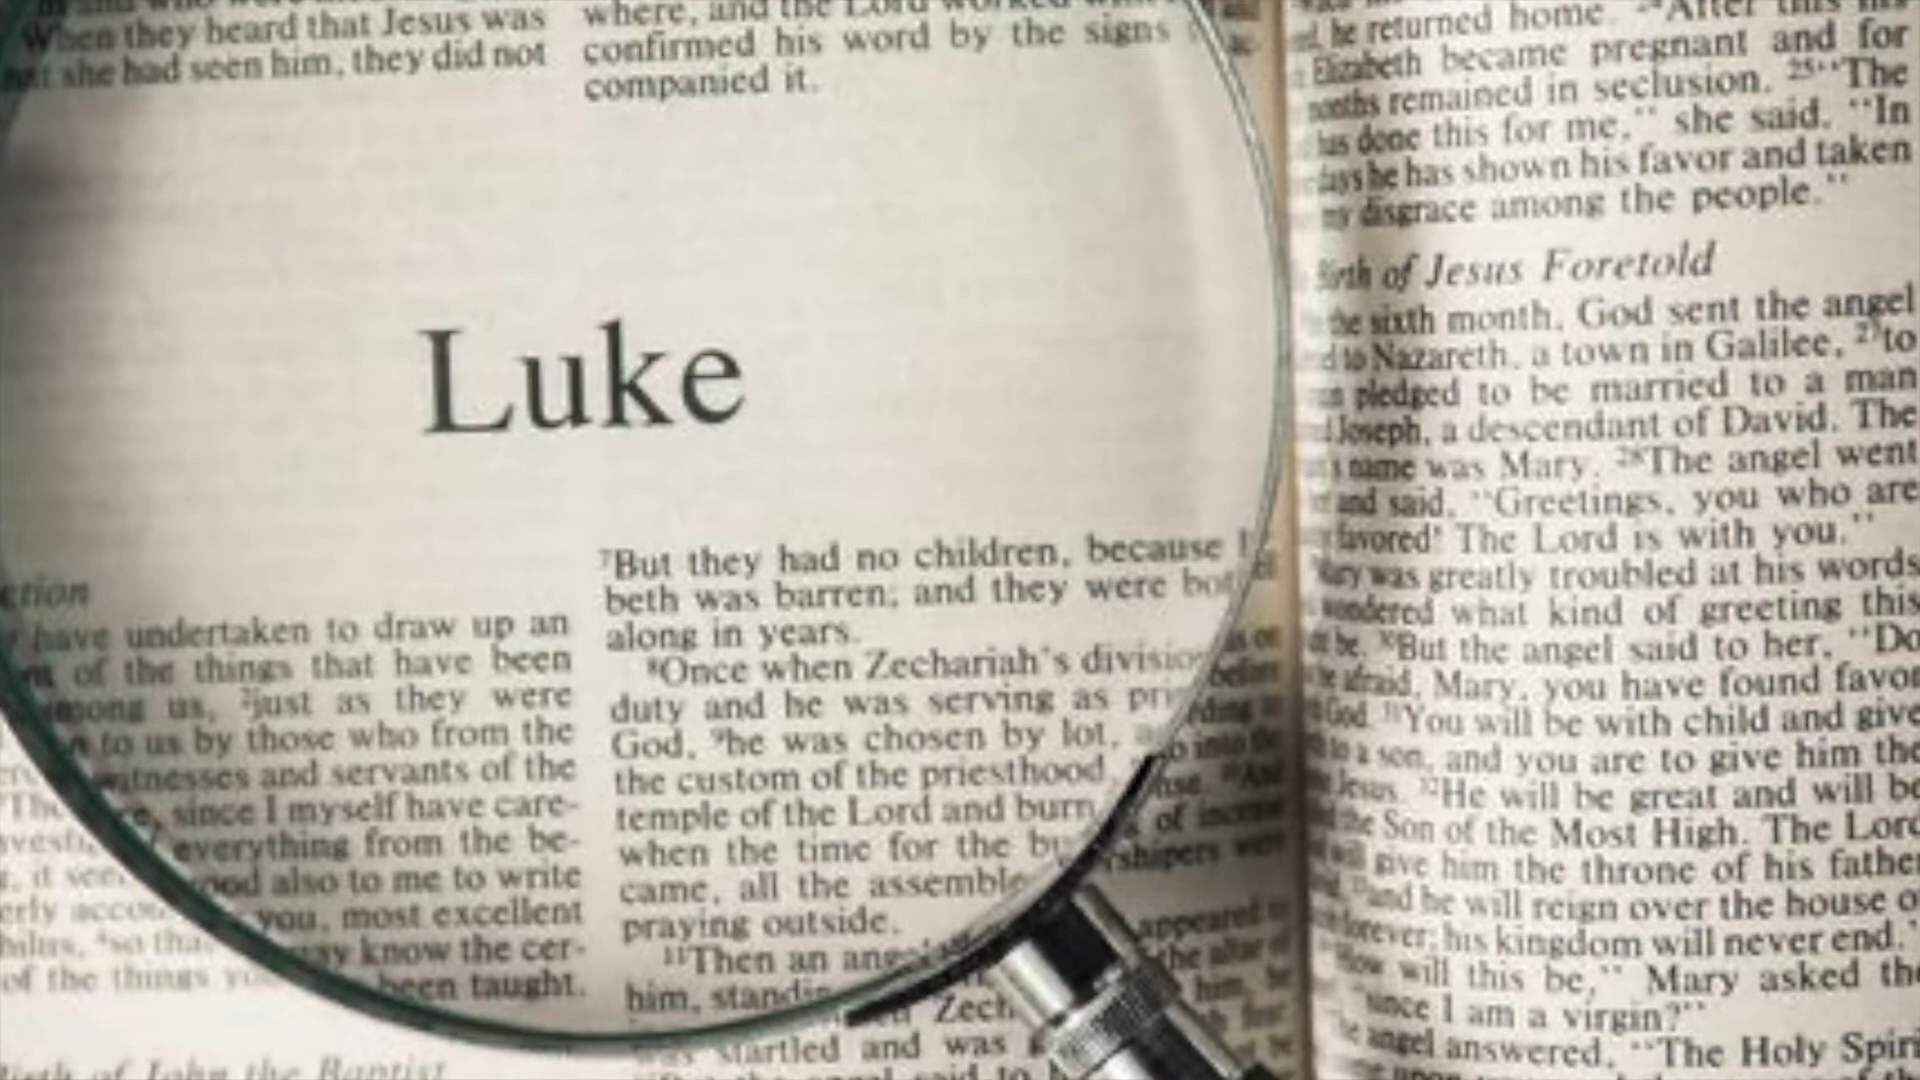 When they heard that Jesus was
she had seen him, they did not
where, and the Lord worked
confirmed his word by the signs
companied it.
Luke
have undertaken to draw up an
of the things that have been
among us, 2just as they were
to us by those who from the
witnesses and servants of the
since I myself have care-
everything from the be-
also to me to write
you, most excellent
know the cer-
of the things been taught.
Birth of John the Baptist
7But they had no children, because
beth was barren; and they were
along in years.
8Once when Zechariah's
duty and he was serving as
God, 9he was chosen by lot,
the custom of the priesthood,
temple of the Lord and burn
when the time for the
came, all the
praying outside.
11Then an
him,
startled and was
he returned home. 24After this his
Elizabeth became pregnant and for
months remained in seclusion. 25"The
has done this for me," she said. "In
days he has shown his favor and taken
my disgrace among the people."
Birth of Jesus Foretold
the sixth month, God sent the angel
to Nazareth, a town in Galilee, 27to
pledged to be married to a man
Joseph, a descendant of David. The
name was Mary. 28The angel went
and said, "Greetings, you who are
favored! The Lord is with you."
was greatly troubled at his words
wondered what kind of greeting this
be. 30But the angel said to her, "Do
afraid, Mary, you have found favor
God. 31You will be with child and give
to a son, and you are to give him the
Jesus. 32He will be great and will be
the Son of the Most High. The Lord
will give him the throne of his father
33and he will reign over the house
forever; his kingdom will never end."
will this be," Mary asked the
"since I am a virgin?"
angel answered, "The Holy